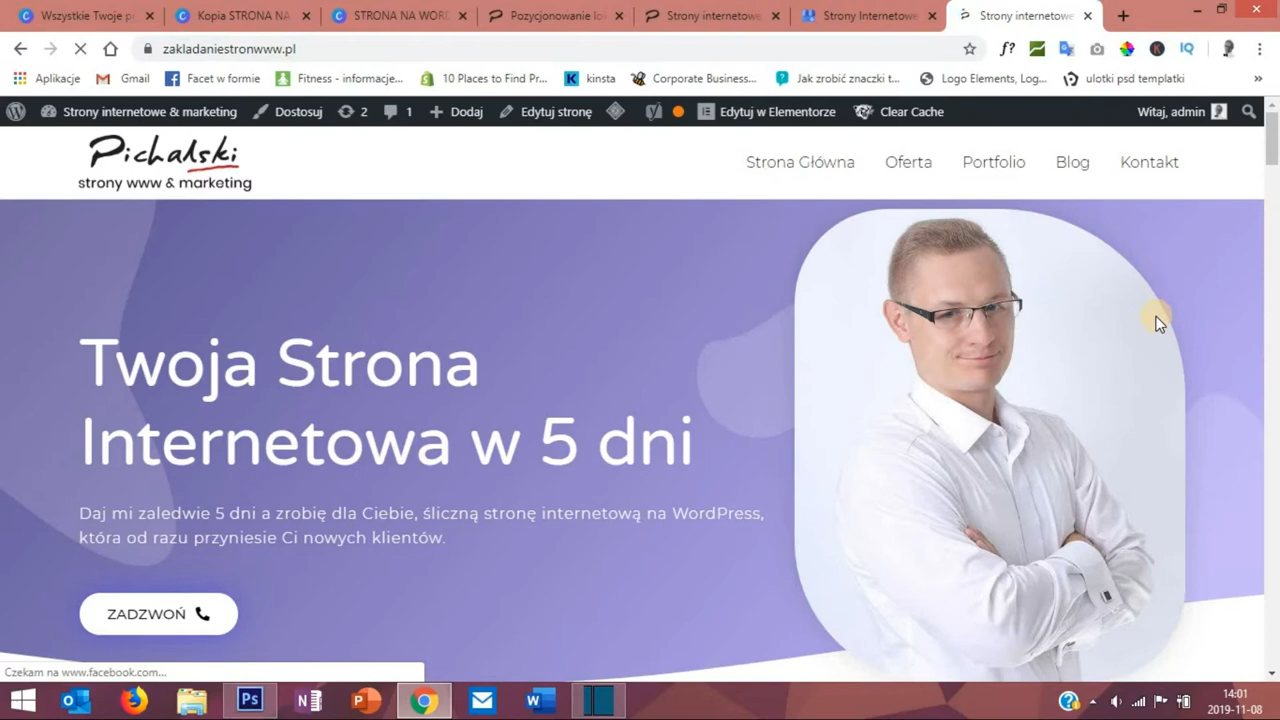 Wszystkie Twoje p
Kopia STRONA NA
STRONA NA WOR
Pozycjonowanie lo
Strony internetowe
Strony Internetowe
Strony internetowe
zakladaniestronwww.pl
f?
IQ
Aplikacje
Gmail
Facet w formie
Fitness - informacje...
10 Places to Find Pr...
kinsta
Corporate Business...
Jak zrobić znaczki t...
Logo Elements, Log...
ulotki psd templatki
»
Strony internetowe & marketing
Dostosuj
2
1
Dodaj
Edytuj stronę
Edytuj w Elementorze
Clear Cache
Witaj, admin
Pichalski
strony www & marketing
Strona Główna
Oferta
Portfolio
Blog
Kontakt
Twoja Strona
Internetowa w 5 dni
Daj mi zaledwie 5 dni a zrobię dla Ciebie, śliczną stronę internetową na WordPress,
która od razu przyniesie Ci nowych klientów.
ZADZWOŃ
Czekam na www.facebook.com...
Ps
14:01
2019-11-08